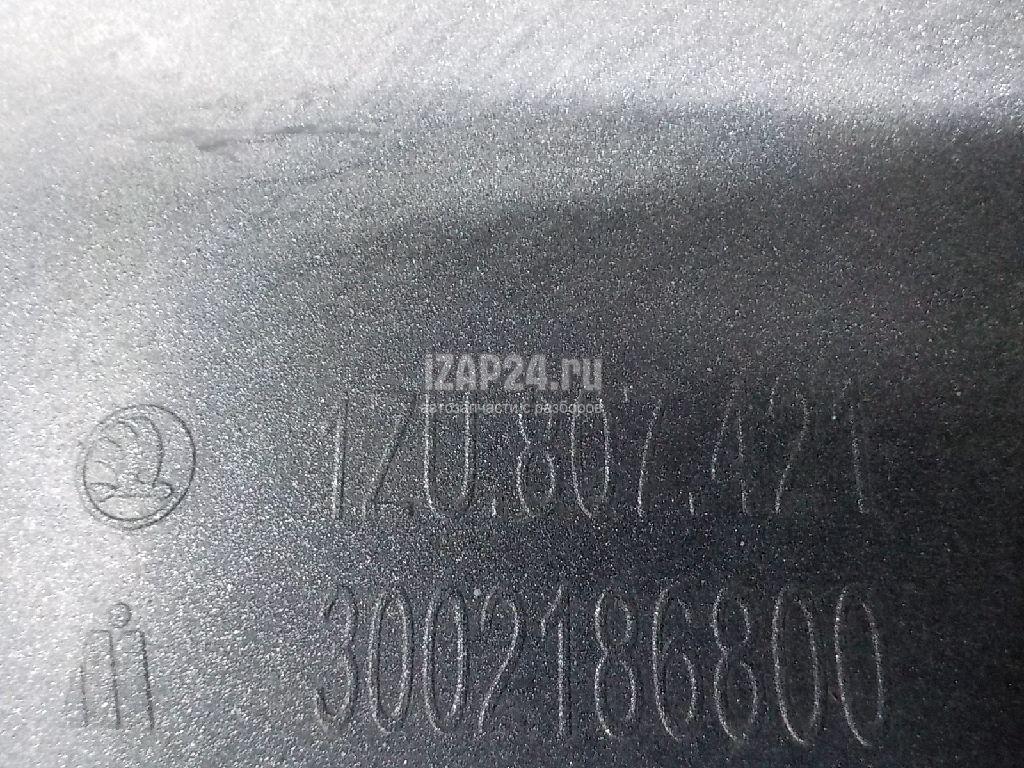 iZAP24.ru
автозапчасти с разборов
1Z0.807.421
3002186800